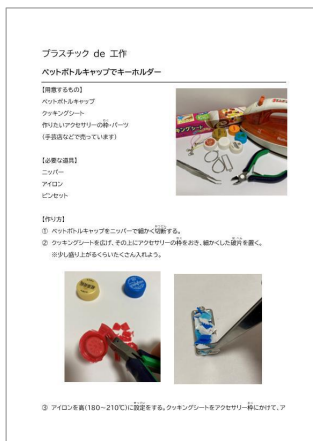 プラスチック de 工作
ペットボトルキャップでキーホルダー
【用意するもの】
ペットボトルキャップ
クッキングシート
作りたいアクセサリーの枠・パーツ
(手芸店などで売っています)
【必要な道具】
ニッパー
アイロン
ピンセット
【作り方】
① ペットボトルキャップをニッパーで細かく切断する。
② クッキングシートを広げ、その上にアクセサリーの枠をおき、細かくした破片を置く。
※少し盛り上がるくらいたくさん入れよう。
③ アイロンを高(180~210℃)に設定をする。クッキングシートをアクセサリー枠にかけて、ア